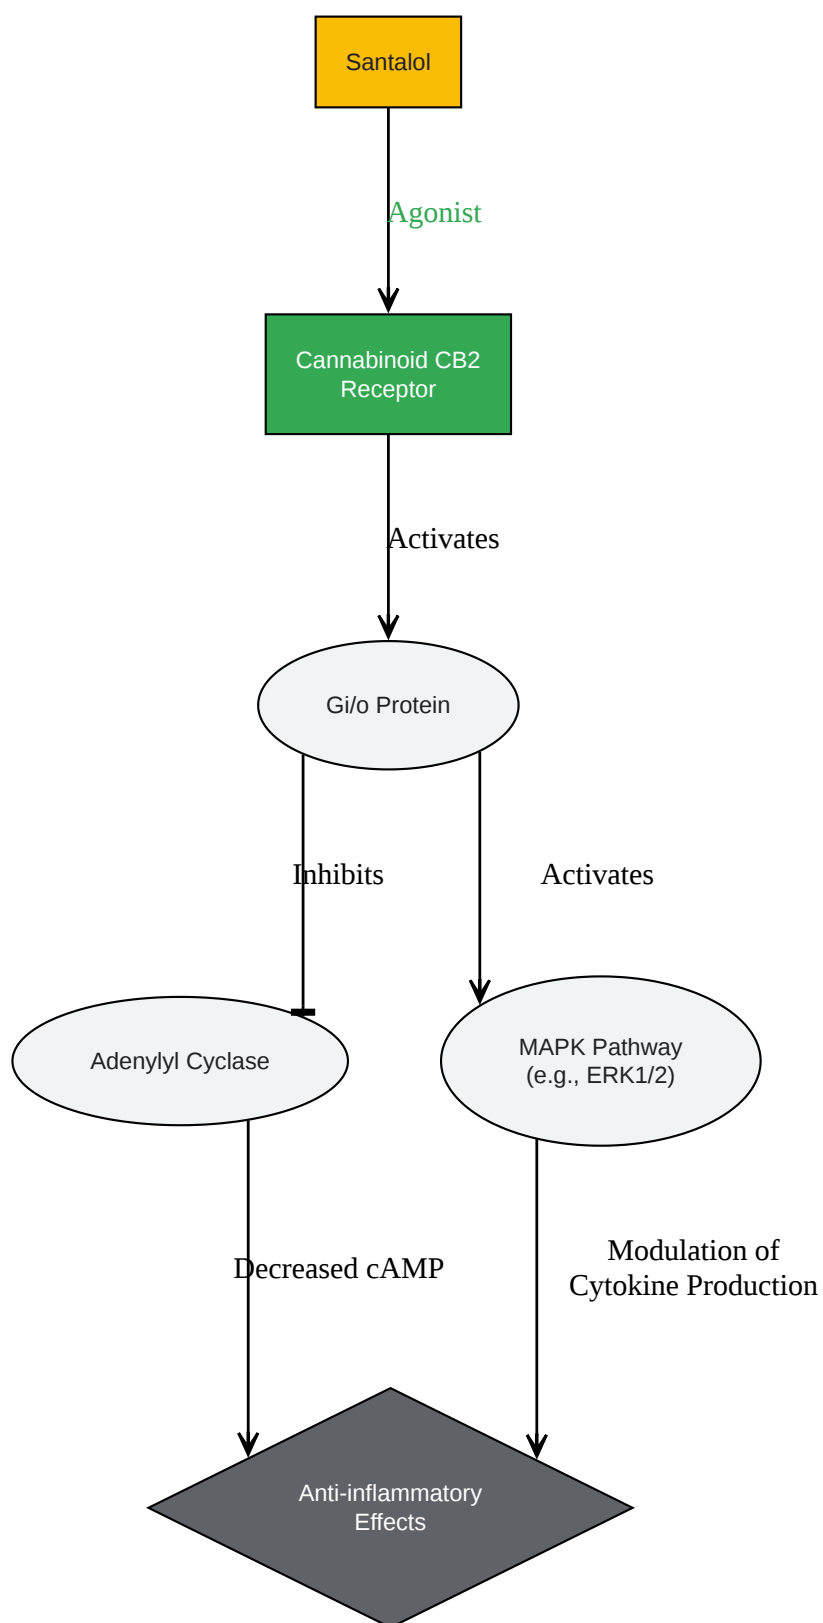 Santalol
Agonist
Cannabinoid CB2
Receptor
Activates
Gi/o Protein
Inhibits
Activates
Adenylyl Cyclase
MAPK Pathway
(e.g., ERK1/2)
Decreased cAMP
Modulation of
Cytokine Production
Anti-inflammatory
Effects